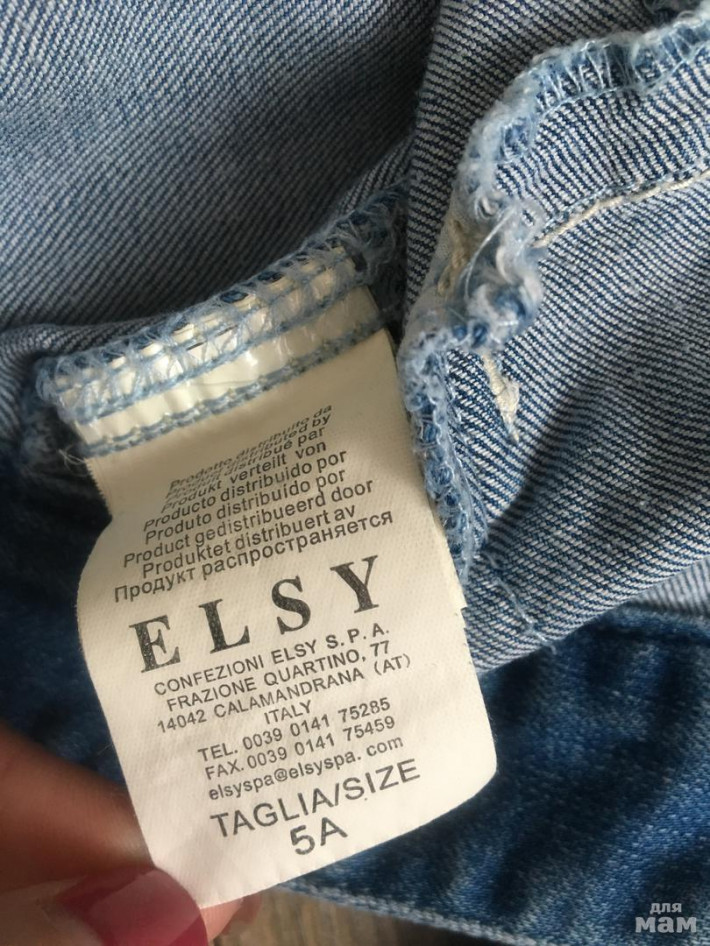 Prodotto distribuito da
Product distributed by
Produit distribué par
Produkt verteilt von
Producto distribuido por
Produto distribuído por
Product gedistribueerd door
Produktet distribuert av
Продукт распространяется
ELSY
CONFEZIONI ELSY S.P.A.
FRAZIONE QUARTINO, 77
14042 CALAMANDRANA (AT)
ITALY
TEL. 0039 0141 75285
FAX. 0039 0141 75459
elsyspa@elsyspa. com
TAGLIA/SIZE
5A
для
мам